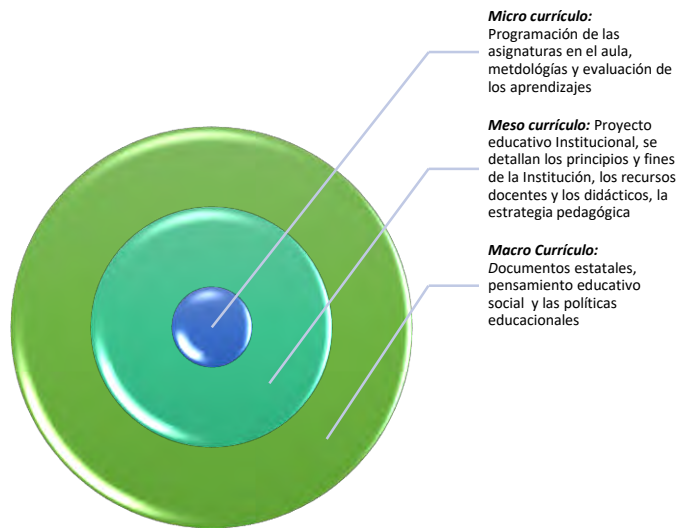 Micro currículo:
Programación de las
asignaturas en el aula,
metdológías y evaluación de
los aprendizajes
Meso currículo: Proyecto
educativo Institucional, se
detallan los principios y fines
de la Institución, los recursos
docentes y los didácticos, la
estrategia pedagógica
Macro Currículo:
Documentos estatales,
pensamiento educativo
social y las políticas
educacionales